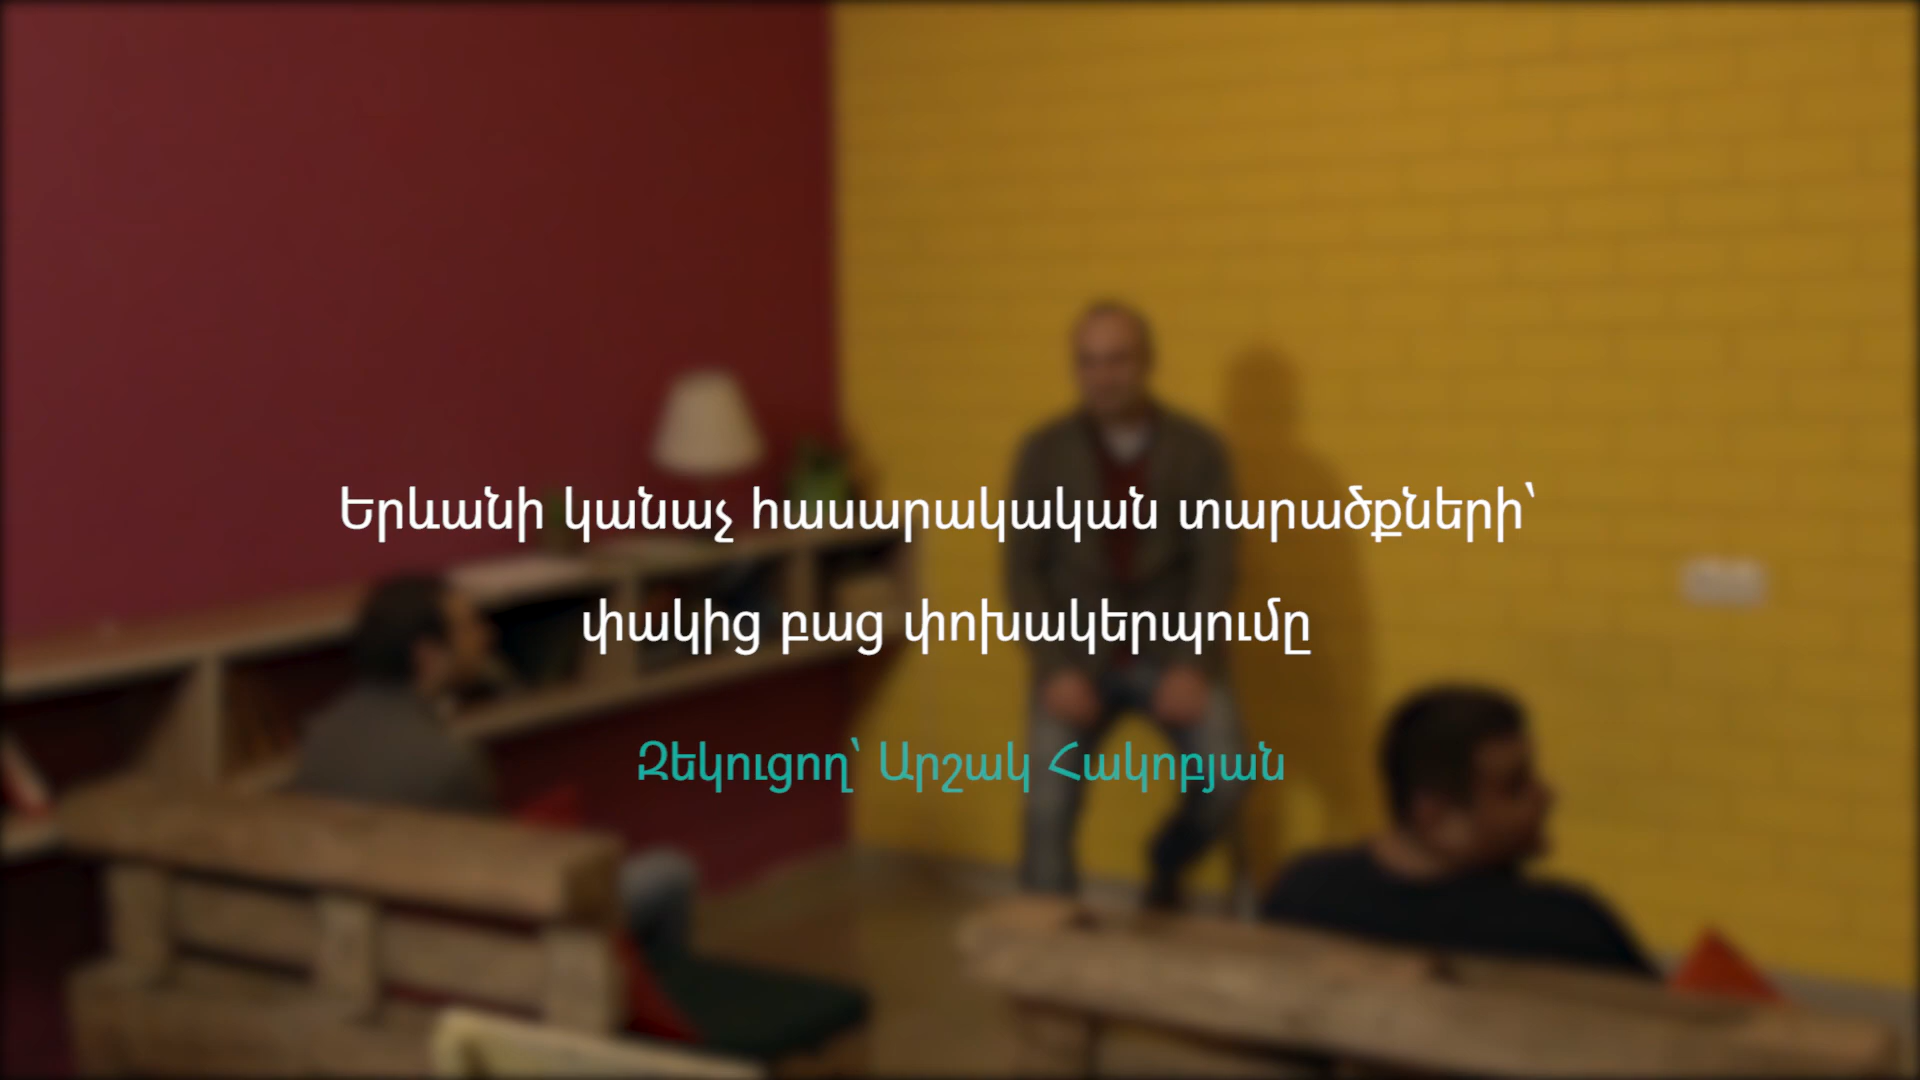 Երևանի կանաչ հասարակական տարածքների՝
փակից բաց փոխակերպումը
Զեկուցող՝ Արշակ Հակոբյան